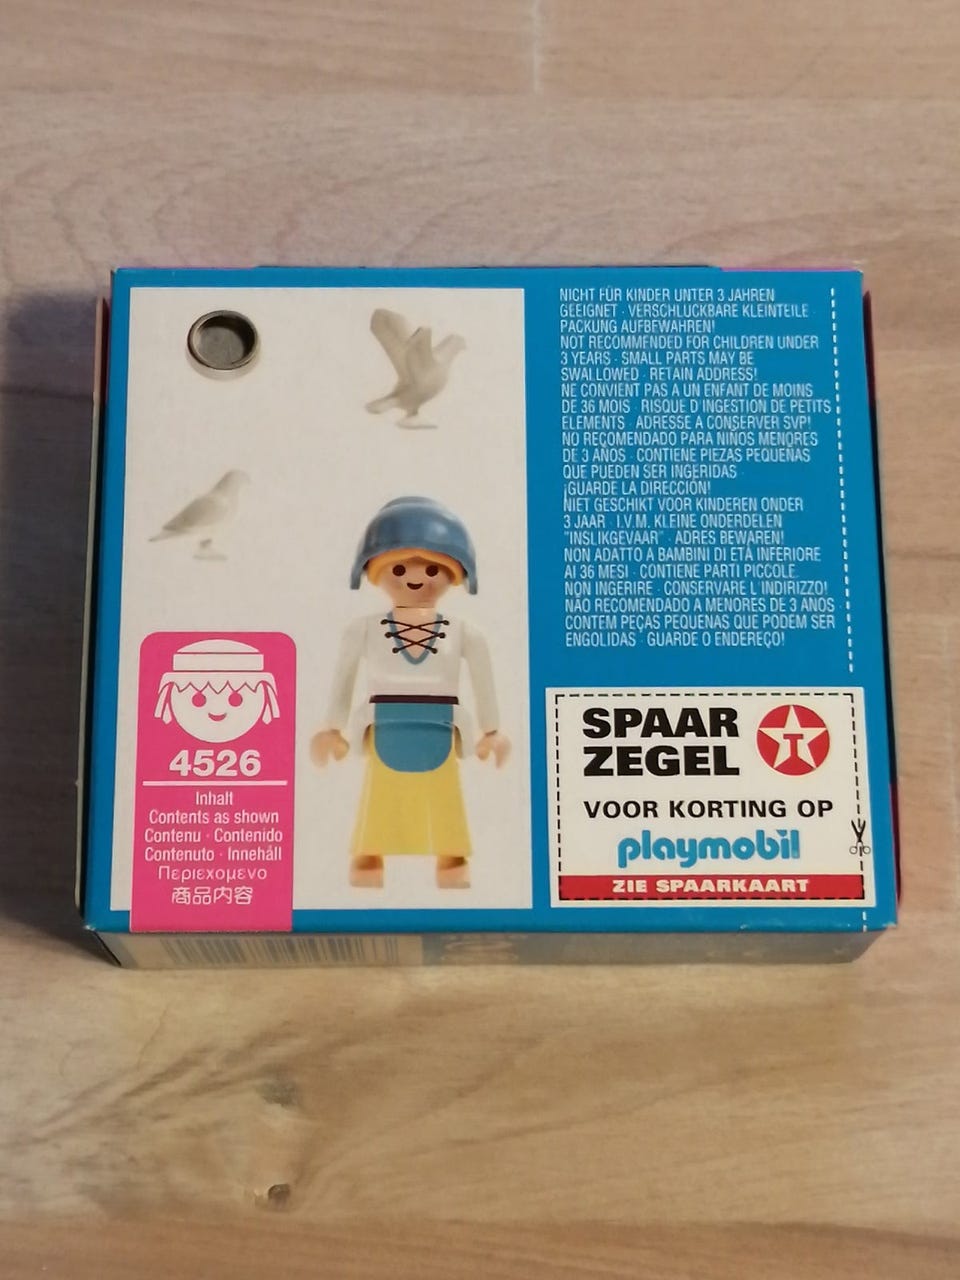 NICHT FÜR KINDER UNTER 3 JAHREN
GEEIGNET · VERSCHLUCKBARE KLEINTEILE ·
PACKUNG AUFBEWAHREN!
NOT RECOMMENDED FOR CHILDREN UNDER
3 YEARS · SMALL PARTS MAY BE
SWALLOWED · RETAIN ADDRESS!
NE CONVIENT PAS A UN ENFANT DE MOINS
DE 36 MOIS · RISQUE D'INGESTION DE PETITS
ELEMENTS · ADRESSE A CONSERVER SVP!
NO RECOMENDADO PARA NIÑOS MENORES
DE 3 AÑOS · CONTIENE PIEZAS PEQUEÑAS
QUE PUEDEN SER INGERIDAS ·
¡GUARDE LA DIRECCIÓN!
NIET GESCHIKT VOOR KINDEREN ONDER
3 JAAR · I.V.M. KLEINE ONDERDELEN
"INSLIKGEVAAR" · ADRES BEWAREN!
NON ADATTO A BAMBINI DI ETÀ INFERIORE
AI 36 MESI · CONTIENE PARTI PICCOLE.
NON INGERIRE · CONSERVARE L'INDIRIZZO!
NÃO RECOMENDADO A MENORES DE 3 ANOS ·
CONTEM PEÇAS PEQUENAS QUE PODEM SER
ENGOLIDAS · GUARDE O ENDEREÇO!
4526
Inhalt
Contents as shown
Contenu · Contenido
Contenuto · Innehåll
Περιεχομενο
商品内容
SPAAR
ZEGEL
T
VOOR KORTING OP
playmobil
ZIE SPAARKAART